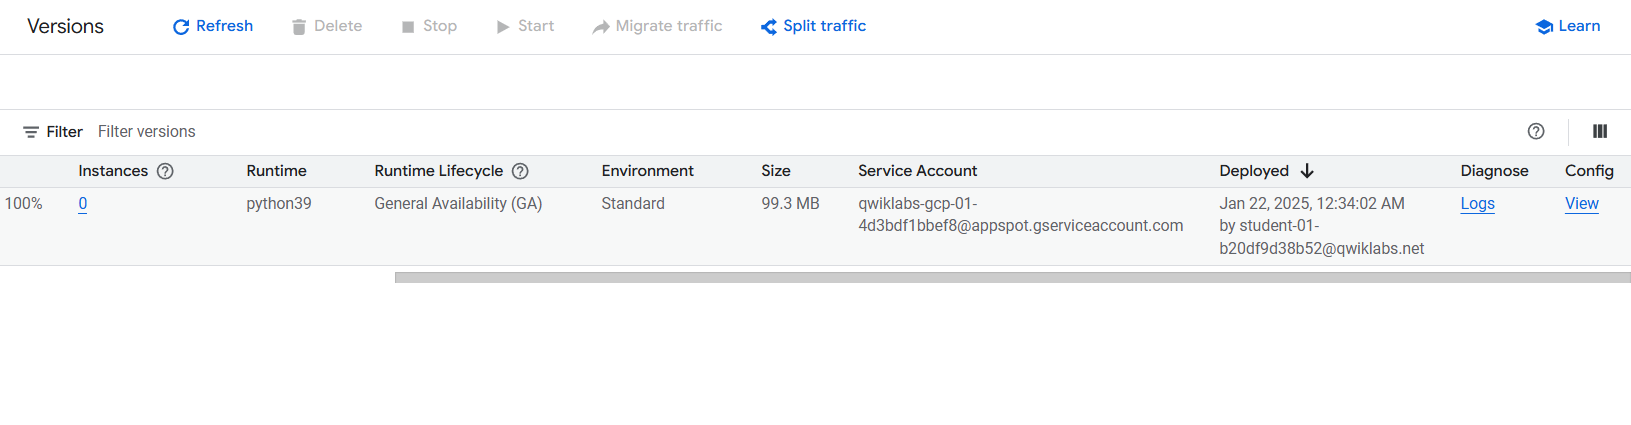 Versions Refresh Delete Stop Start Migrate traffic Split traffic Learn
Filter Filter versions
Instances Runtime Runtime Lifecycle Environment Size Service Account Deployed Diagnose Config
100% 0 python39 General Availability (GA) Standard 99.3 MB qwiklabs-gcp-01- Jan 22, 2025, 12:34:02 AM Logs View
4d3bdf1bbef8@appspot.gserviceaccount.com by student-01-
b20df9d38b52@qwiklabs.net